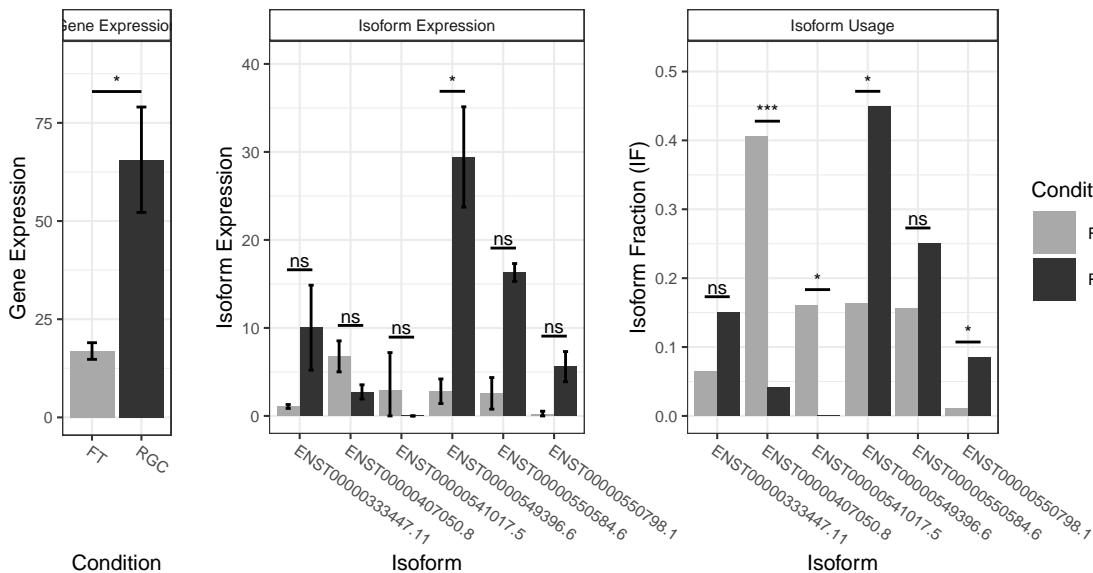 Gene Expression
Gene Expression
75
50
25
0
*
FT
RGC
Condition
Isoform Expression
Isoform Expression
40
30
20
10
0
ns
ns
ns
*
ns
ns
ENST00000333447.11
ENST00000407050.8
ENST00000541017.5
ENST00000549396.6
ENST00000550584.6
ENST00000550798.1
Isoform
Isoform Usage
Isoform Fraction (IF)
0.5
0.4
0.3
0.2
0.1
0.0
ns
***
*
*
ns
*
ENST00000333447.11
ENST00000407050.8
ENST00000541017.5
ENST00000549396.6
ENST00000550584.6
ENST00000550798.1
Isoform
Condit